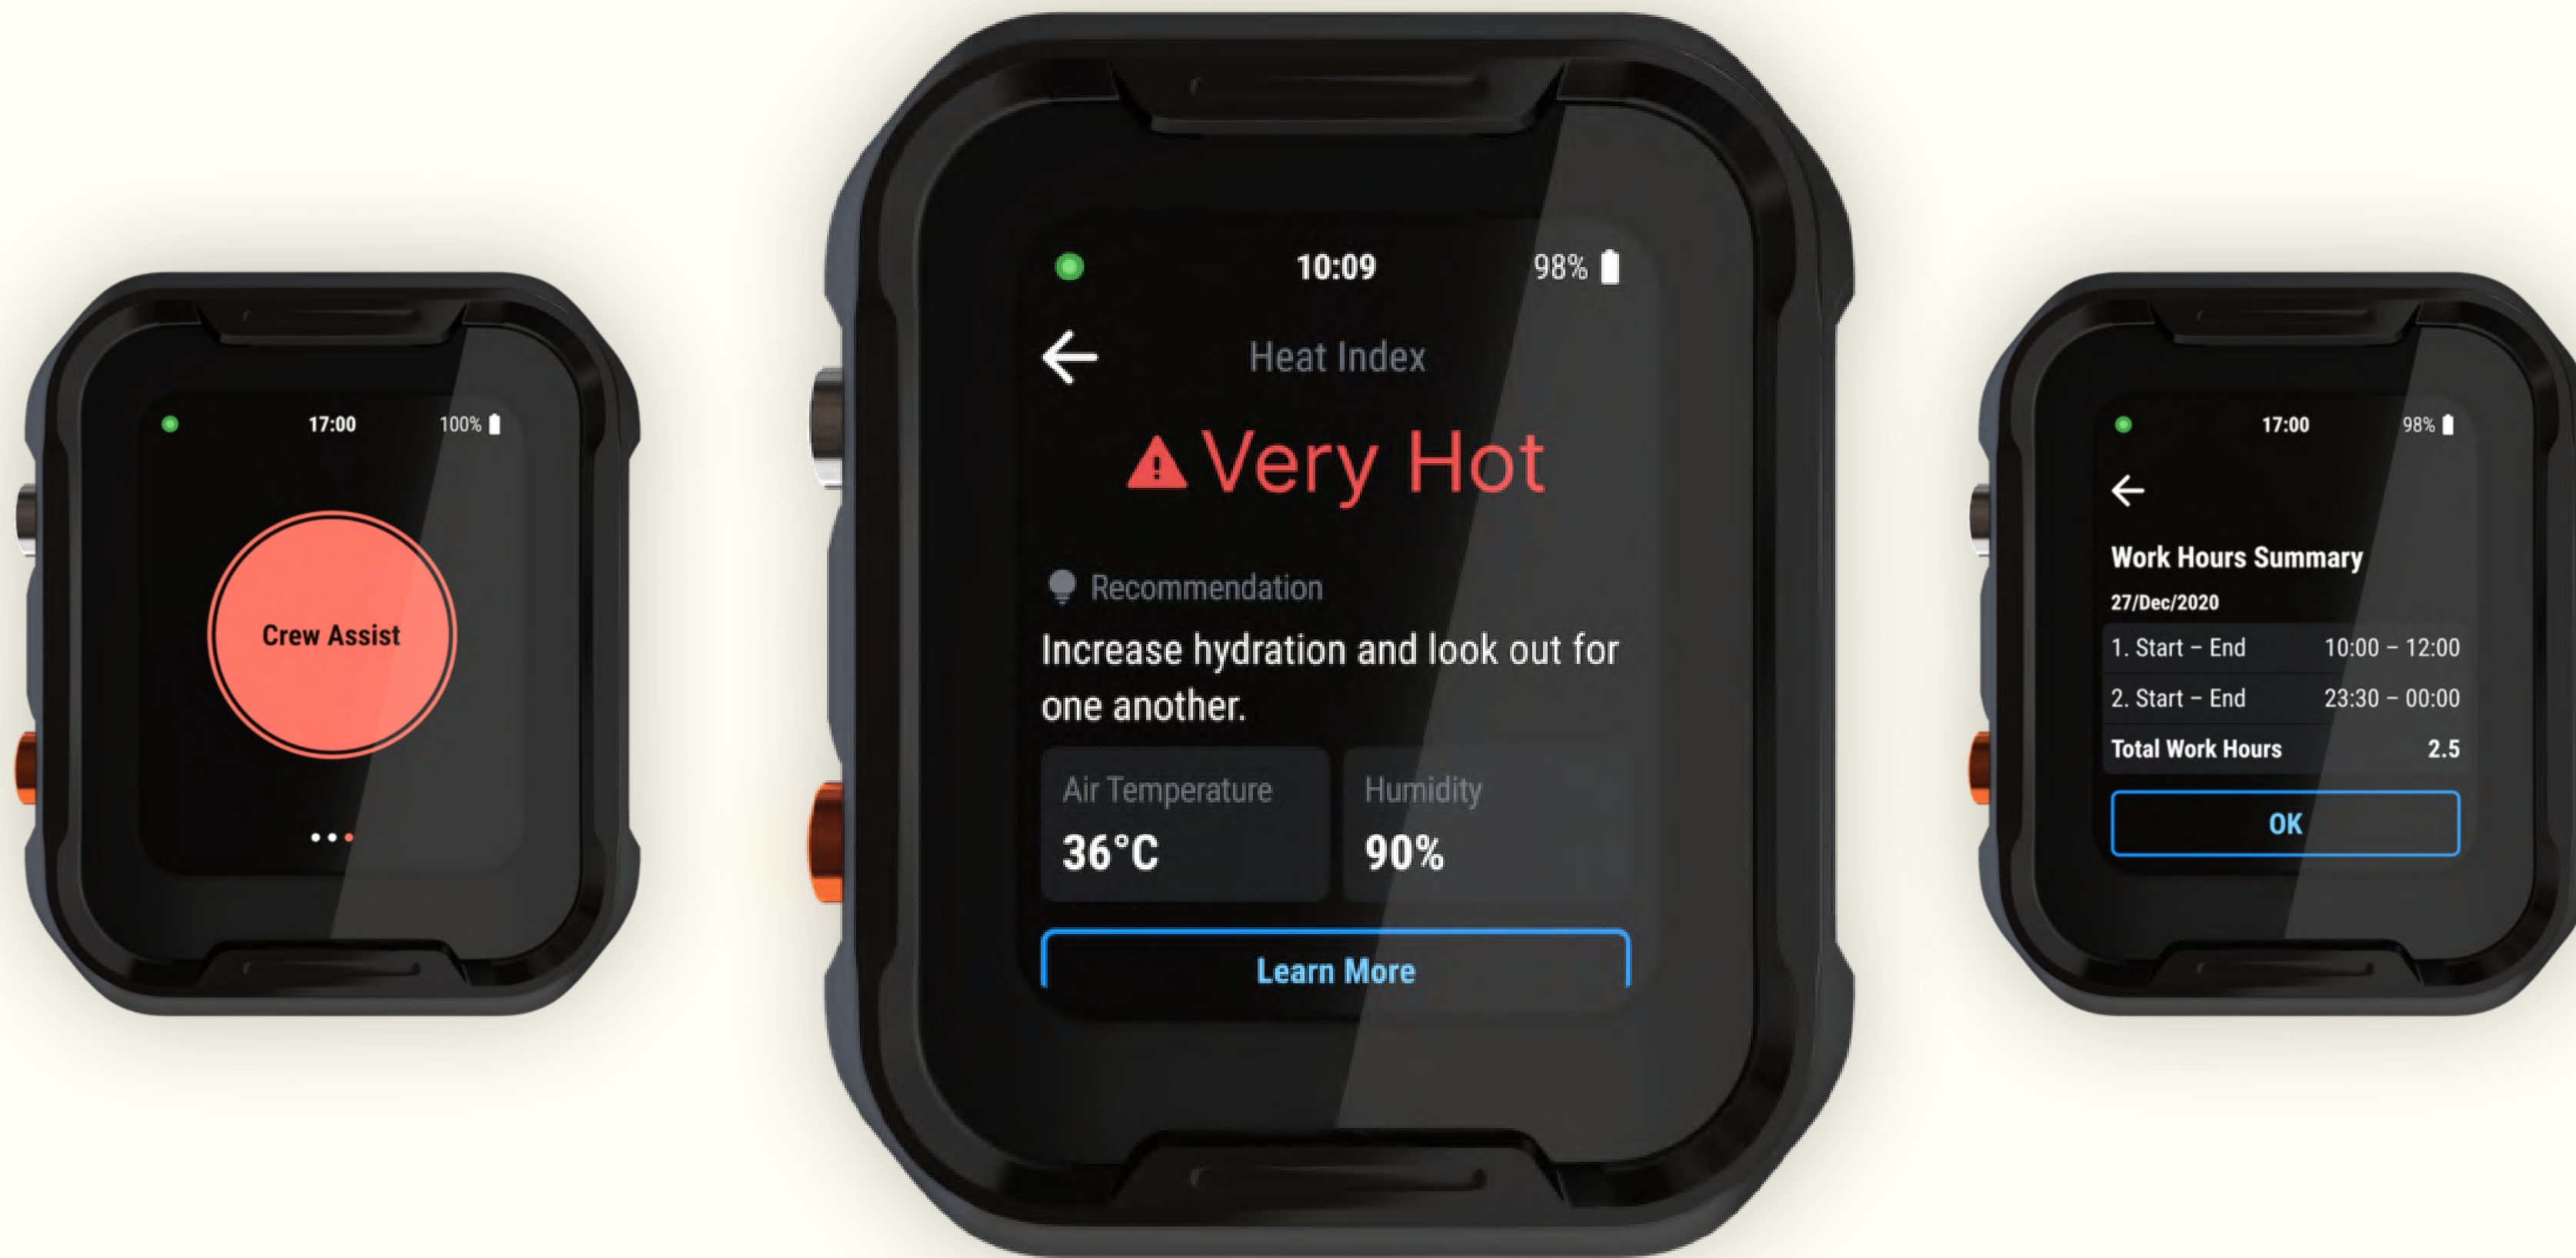 17:00 100%
Crew Assist
10:09 98%
Heat Index
Very Hot
Recommendation
Increase hydration and look out for
one another.
Air Temperature Humidity
36°C 90%
Learn More
17:00 98%
Work Hours Summary
27/Dec/2020
1. Start – End 10:00 – 12:00
2. Start – End 23:30 – 00:00
Total Work Hours 2.5
OK